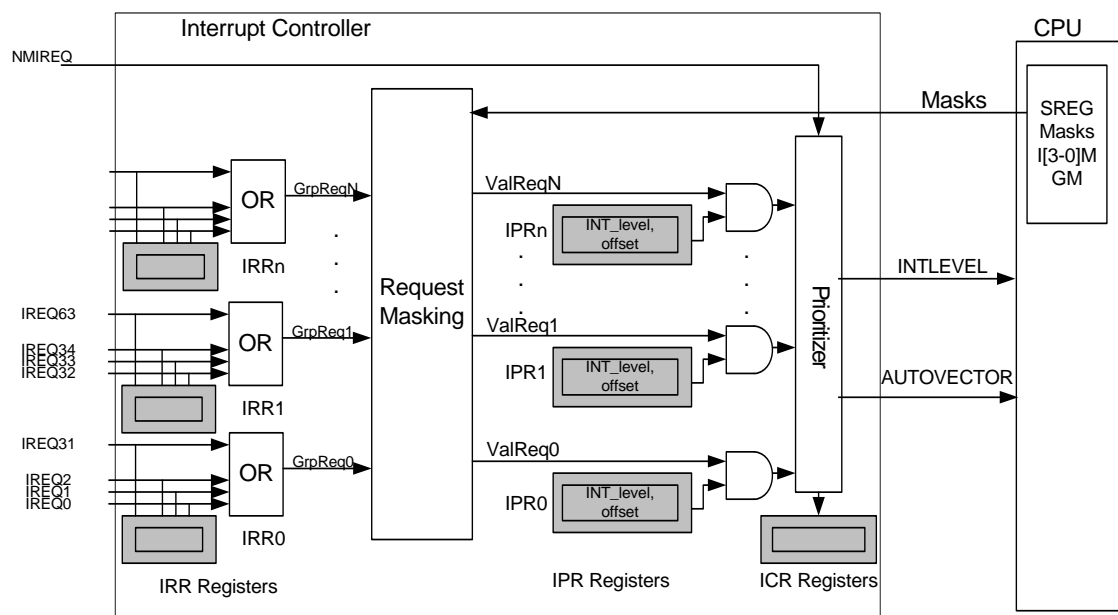 Interrupt Controller
CPU
NMIREQ
Masks
SREG
Masks
I[3-0]M
GM
OR
GrpReqN
ValReqN
IRRn
IPRn
INT_level,
offset
INTLEVEL
Request
Masking
Prioritizer
IREQ63
OR
GrpReq1
ValReq1
IREQ34
IREQ33
IREQ32
IRR1
IPR1
INT_level,
offset
AUTOVECTOR
IREQ31
OR
GrpReq0
ValReq0
IREQ2
IREQ1
IREQ0
IRR0
IPR0
INT_level,
offset
IRR Registers
IPR Registers
ICR Registers